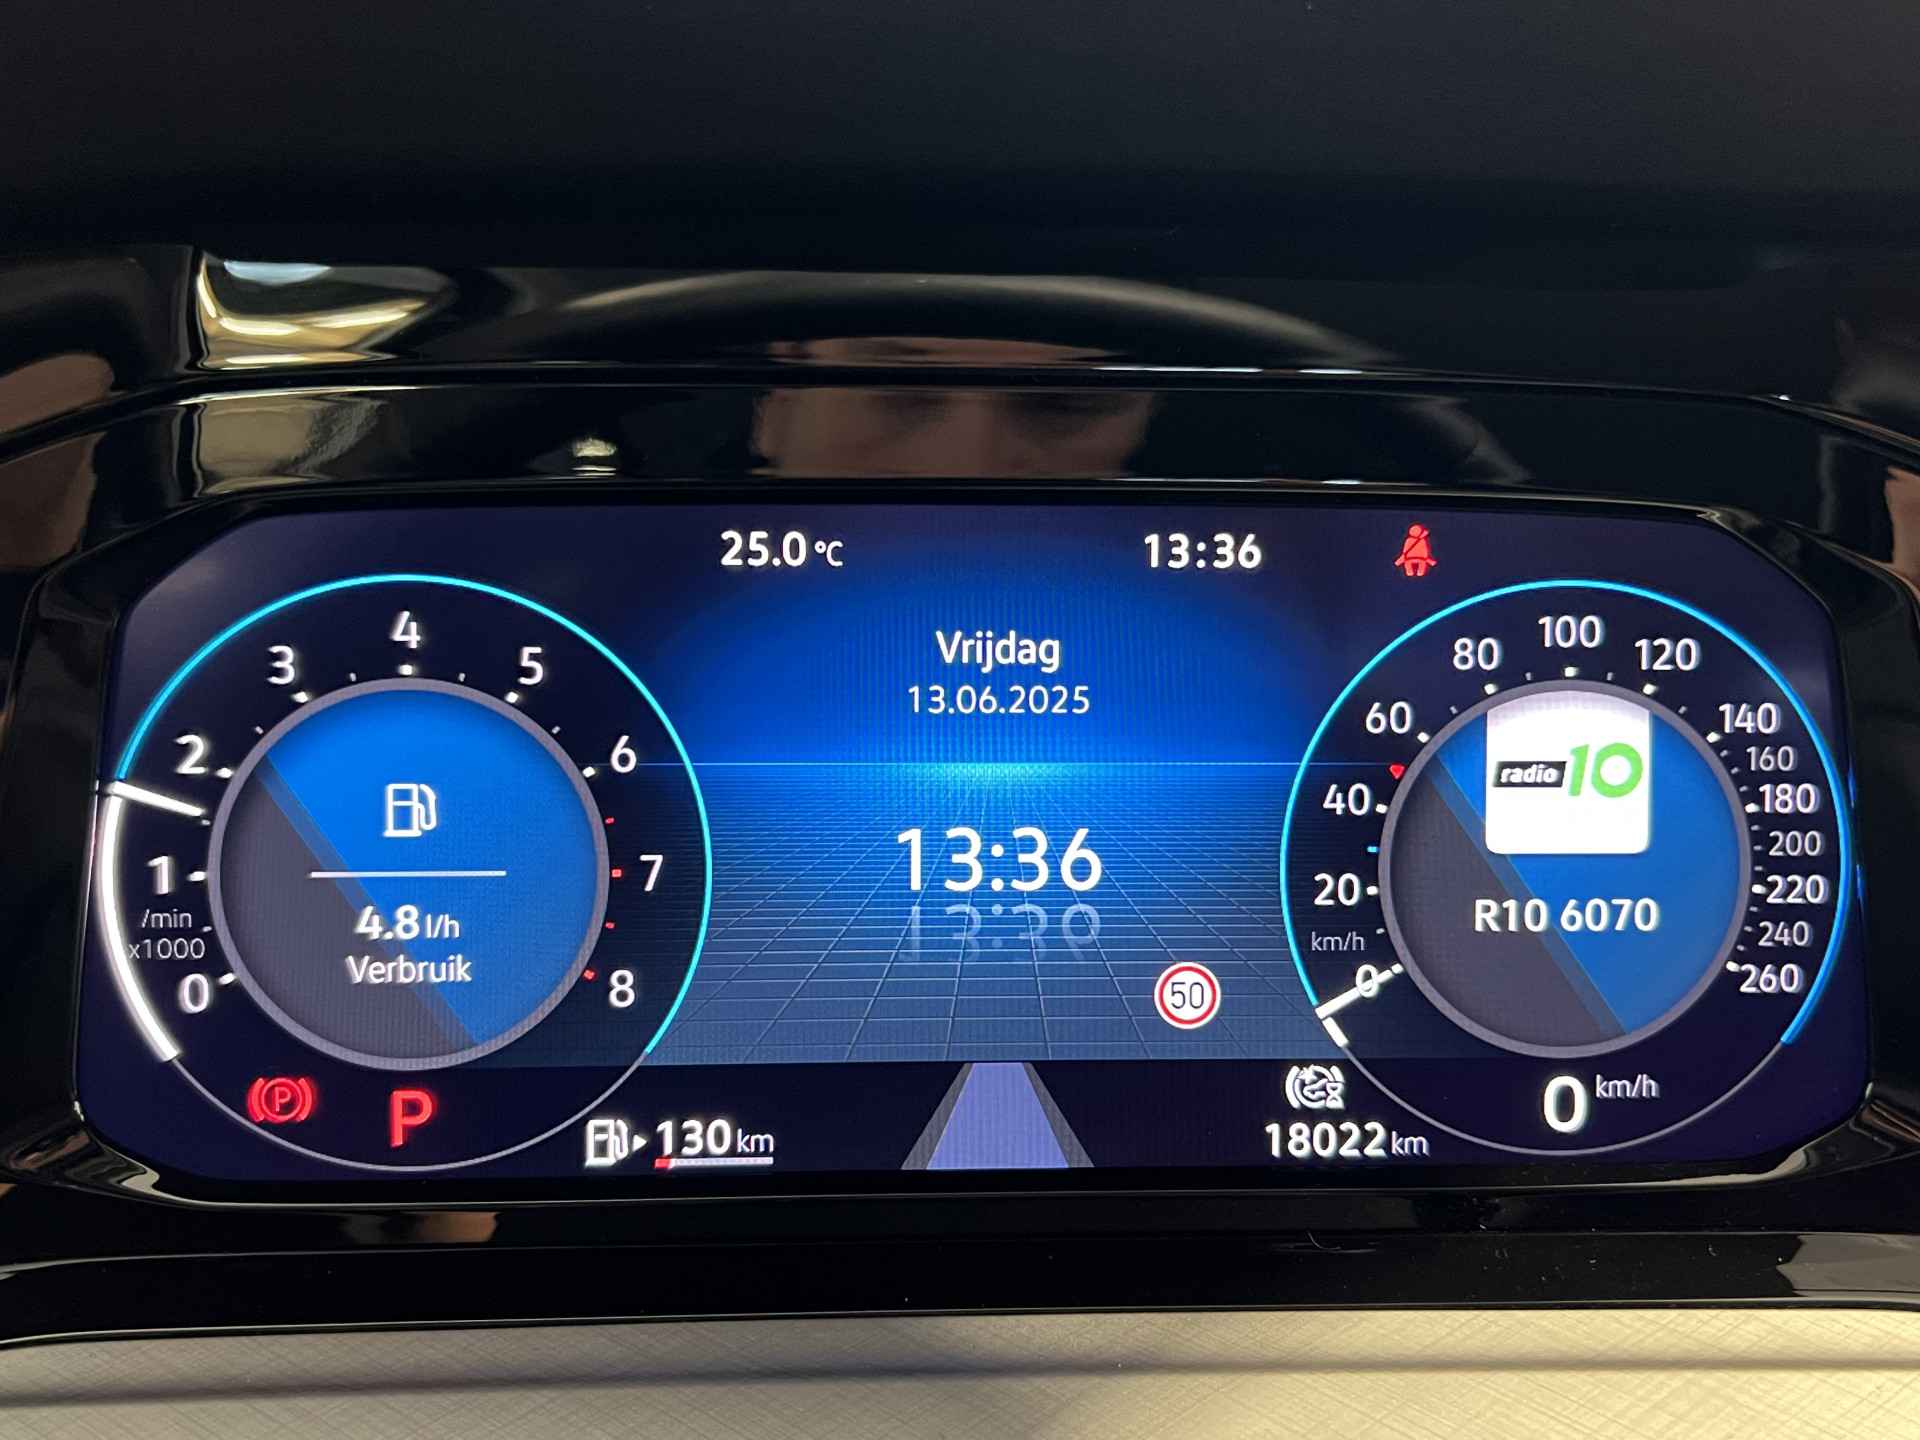 25.0 °C
13:36
Vrijdag
13.06.2025
13:36
50
0
1
2
3
4
5
6
7
8
/min
x1000
4.8 l/h
Verbruik
P
P
130 km
0
20
40
60
80
100
120
140
160
180
200
220
240
260
km/h
radio 10
R10 6070
0 km/h
18022 km